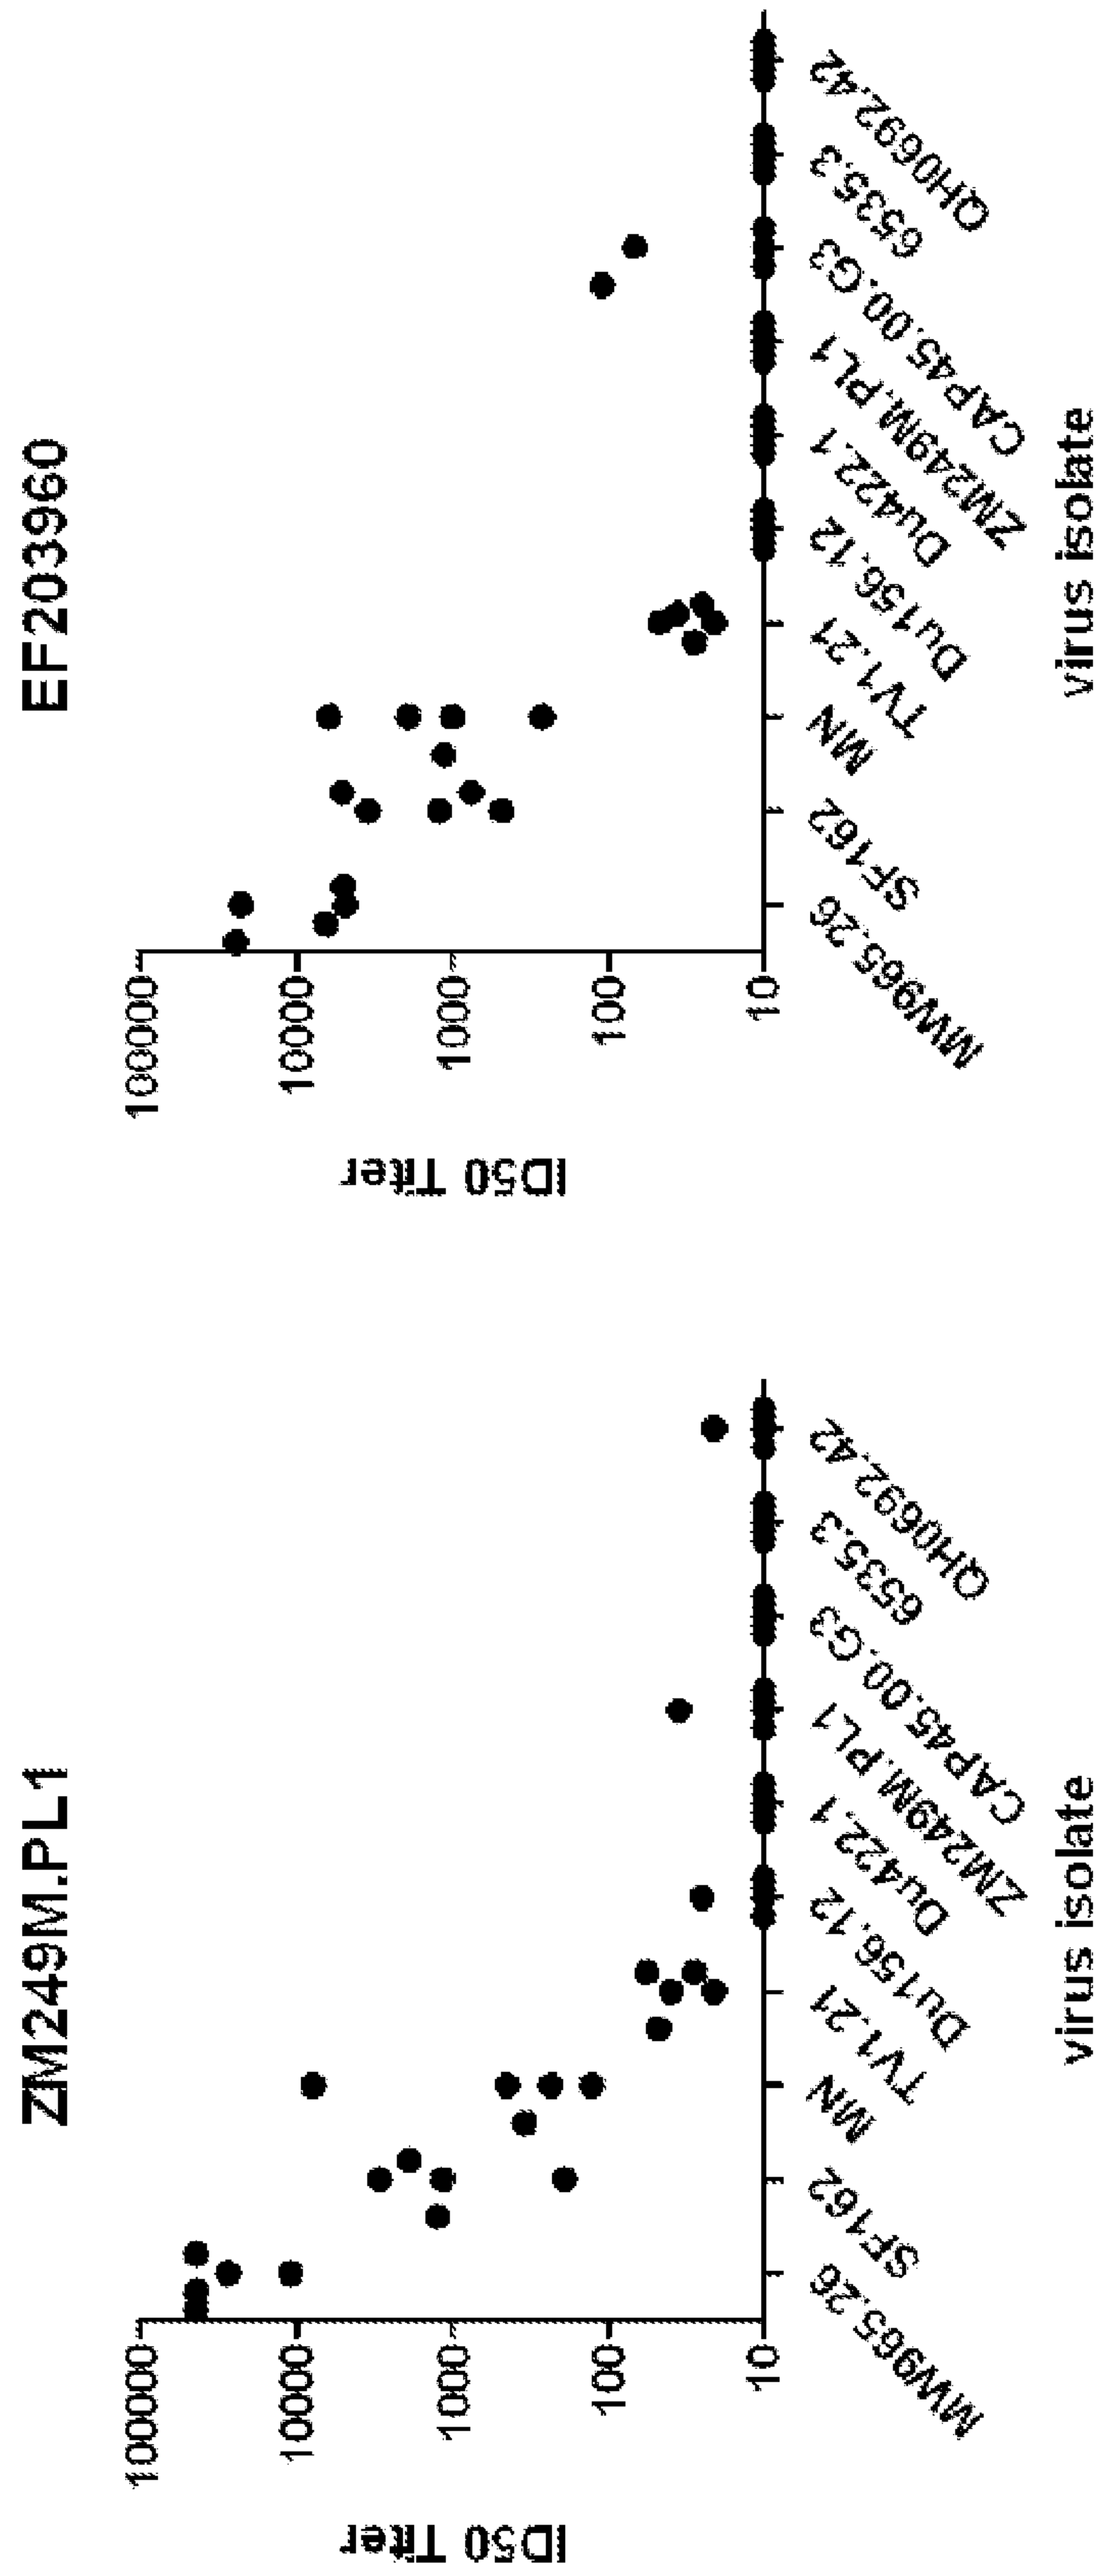 ZM249M.PL1
ID50 Titer
100000
10000
1000
100
10
MW965.26
SF162
MN
TV1.21
Du156.12
Du422.1
ZM249M.PL1
CAP45.00.G3
6535.3
QH0692.42
virus isolate
EF203960
ID50 Titer
100000
10000
1000
100
10
MW965.26
SF162
MN
TV1.21
Du156.12
Du422.1
ZM249M.PL1
CAP45.00.G3
6535.3
QH0692.42
virus isolate